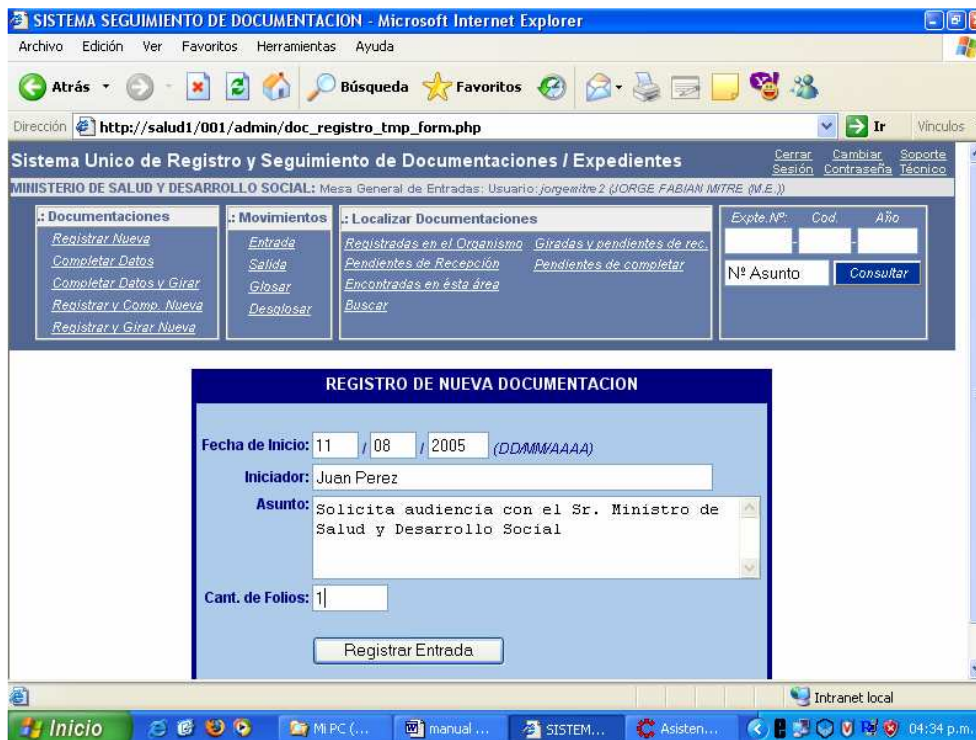 SISTEMA SEGUIMIENTO DE DOCUMENTACION - Microsoft Internet Explorer
Archivo Edición Ver Favoritos Herramientas Ayuda
Atrás Búsqueda Favoritos
Dirección http://salud1/001/admin/doc_registro_tmp_form.php Ir Vínculos
Sistema Unico de Registro y Seguimiento de Documentaciones / Expedientes
Cerrar Sesión Cambiar Contraseña Soporte Técnico
MINISTERIO DE SALUD Y DESARROLLO SOCIAL: Mesa General de Entradas: Usuario: jorgemitre2 (JORGE FABIAN MITRE (M.E.))
.: Documentaciones
Registrar Nueva
Completar Datos
Completar Datos y Girar
Registrar y Comp. Nueva
Registrar y Girar Nueva
.: Movimientos
Entrada
Salida
Glosar
Desglosar
.: Localizar Documentaciones
Registradas en el Organismo Giradas y pendientes de rec.
Pendientes de Recepción Pendientes de completar
Encontradas en ésta área
Buscar
Expte.Nº: Cod. Año
- -
Nº Asunto Consultar
REGISTRO DE NUEVA DOCUMENTACION
Fecha de Inicio: 11 / 08 / 2005 (DD/MM/AAAA)
Iniciador: Juan Perez
Asunto: Solicita audiencia con el Sr. Ministro de
Salud y Desarrollo Social
Cant. de Folios: 1
Registrar Entrada
Intranet local
Inicio Mi PC (... manual ... SISTEM... Asisten... 04:34 p.m.